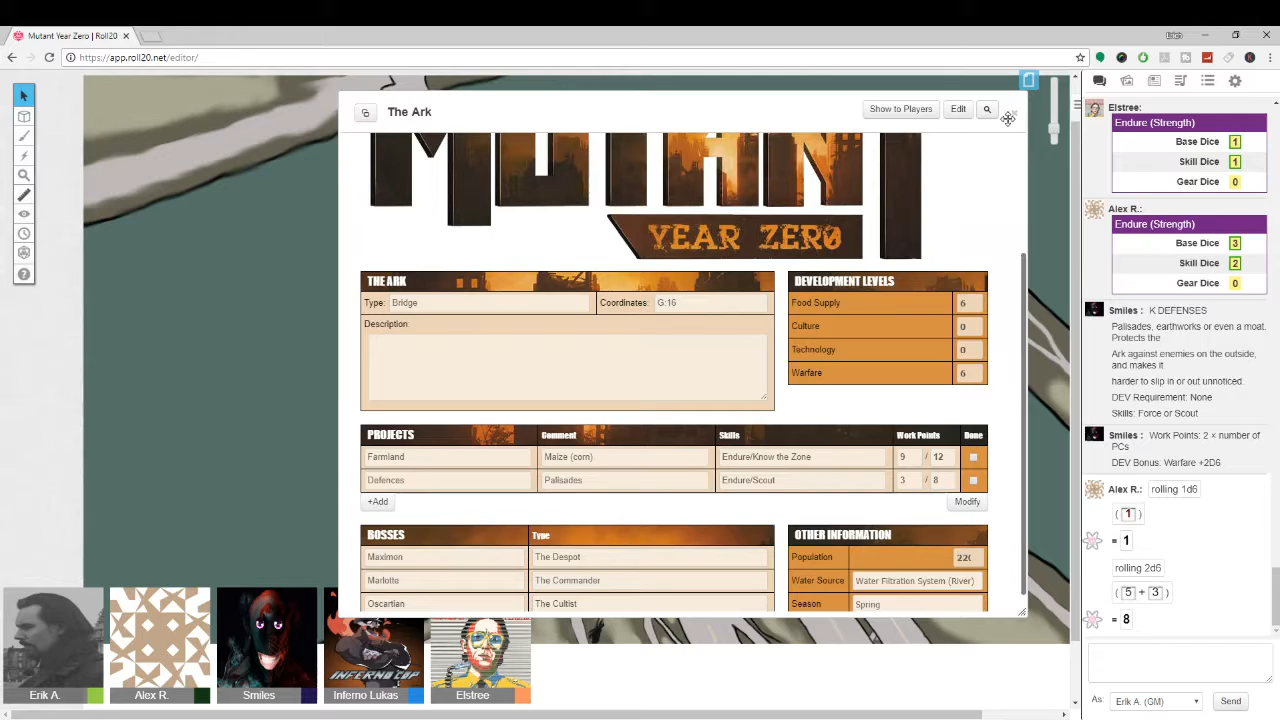 Mutant Year Zero | Roll20
https://app.roll20.net/editor/
The Ark
Show to Players
Edit
MUTANT
YEAR ZERO
THE ARK
Type: Bridge
Coordinates: G:16
Description:
DEVELOPMENT LEVELS
Food Supply 6
Culture 0
Technology 0
Warfare 6
PROJECTS Comment Skills Work Points Done
Farmland Maize (corn) Endure/Know the Zone 9 / 12
Defences Palisades Endure/Scout 3 / 8
+Add
Modify
BOSSES Type
Maximon The Despot
Marlotte The Commander
Oscartian The Cultist
OTHER INFORMATION
Population 220
Water Source Water Filtration System (River)
Season Spring
Erik A.
Alex R.
Smiles
INFERNO COP
Inferno Lukas
Elstree
Elstree:
Endure (Strength)
Base Dice 1
Skill Dice 1
Gear Dice 0
Alex R.:
Endure (Strength)
Base Dice 3
Skill Dice 2
Gear Dice 0
Smiles : K DEFENSES
Palisades, earthworks or even a moat.
Protects the
Ark against enemies on the outside,
and makes it
harder to slip in or out unnoticed.
DEV Requirement: None
Skills: Force or Scout
Smiles : Work Points: 2 × number of
PCs
DEV Bonus: Warfare +2D6
Alex R.: rolling 1d6
( 1 )
= 1
rolling 2d6
( 5 + 3 )
= 8
As: Erik A. (GM)
Send